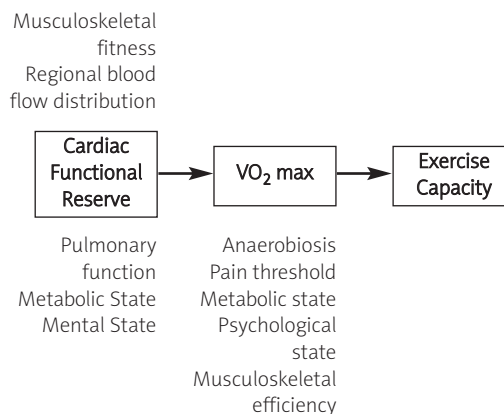 Musculoskeletal
fitness
Regional blood
flow distribution
Cardiac
Functional
Reserve
VO₂ max
Exercise
Capacity
Pulmonary
function
Metabolic State
Mental State
Anaerobiosis
Pain threshold
Metabolic state
Psychological
state
Musculoskeletal
efficiency